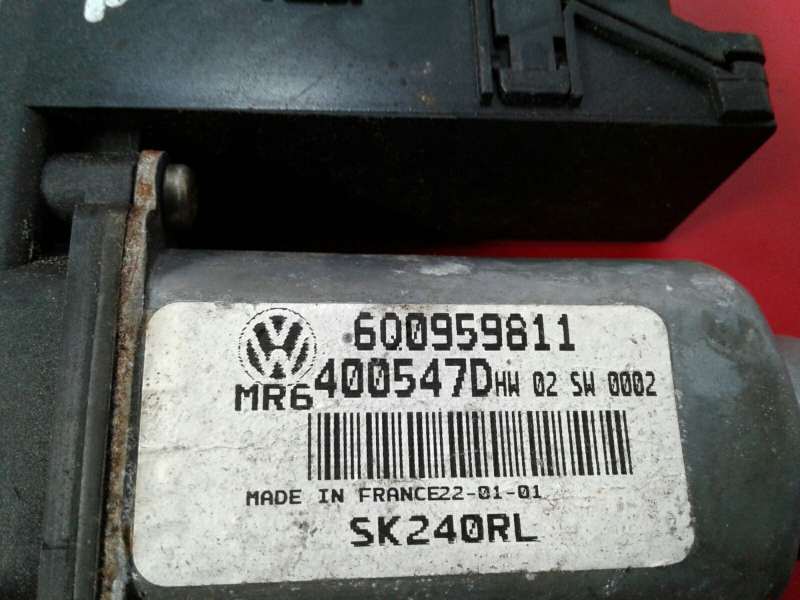 6Q0959811
MR6400547D HW 02 SW 0002
MADE IN FRANCE22-01-01
SK240RL